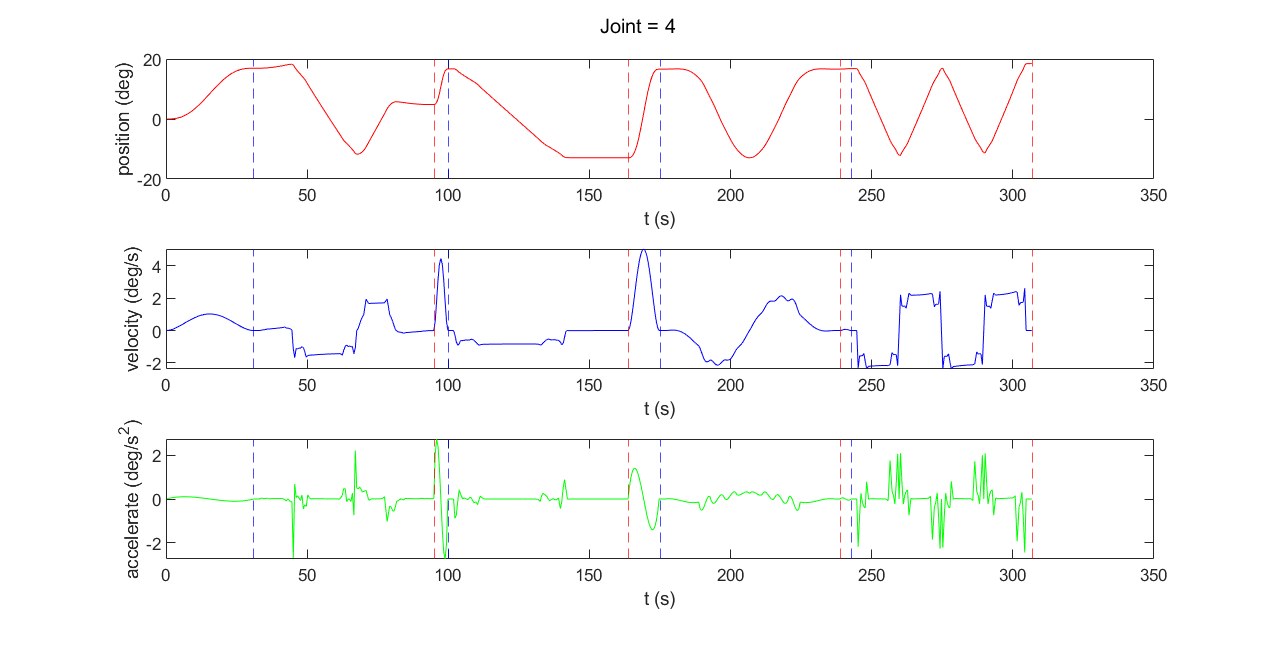 Joint = 4
position (deg)
20
0
-20
0 50 100 150 200 250 300 350
t (s)
velocity (deg/s)
4
2
0
-2
0 50 100 150 200 250 300 350
t (s)
accelerate (deg/s²)
2
0
-2
0 50 100 150 200 250 300 350
t (s)